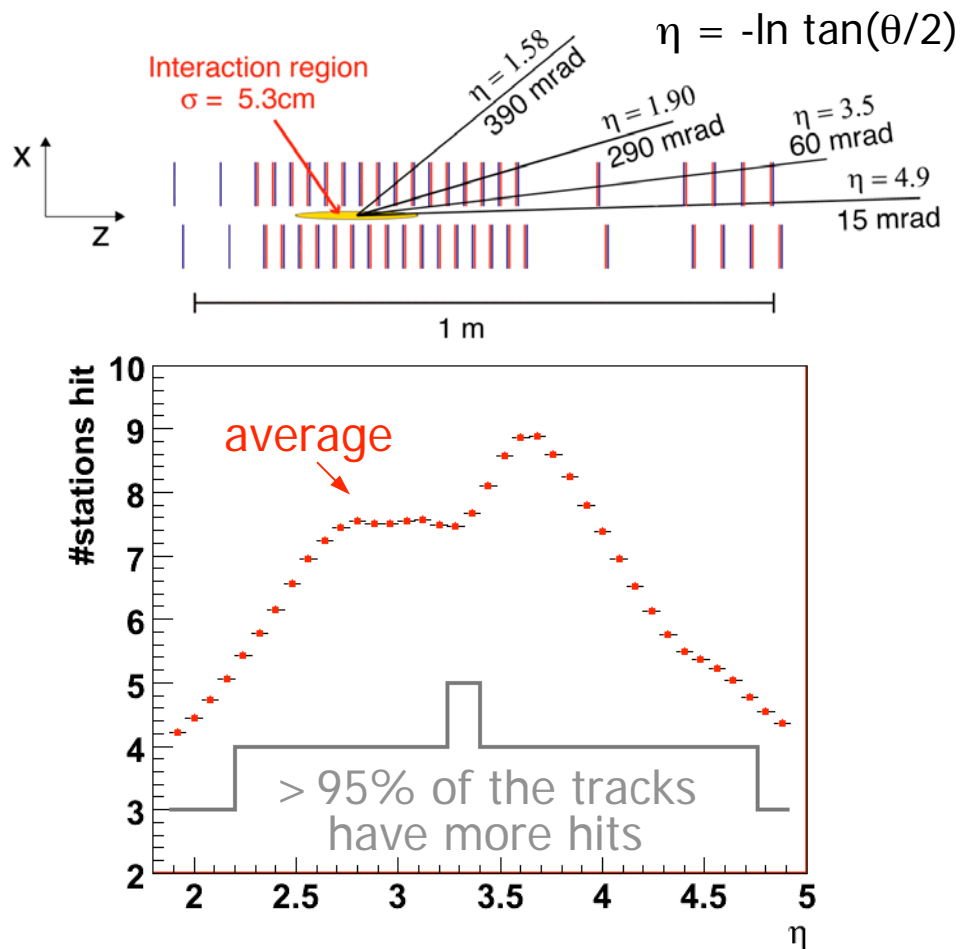 η = -ln tan(θ/2)
Interaction region
σ = 5.3cm
η = 1.58
390 mrad
η = 1.90
290 mrad
η = 3.5
60 mrad
η = 4.9
15 mrad
x
z
1 m
#stations hit
10
9
8
7
6
5
4
3
2
average
> 95% of the tracks
have more hits
2 2.5 3 3.5 4 4.5 5
η